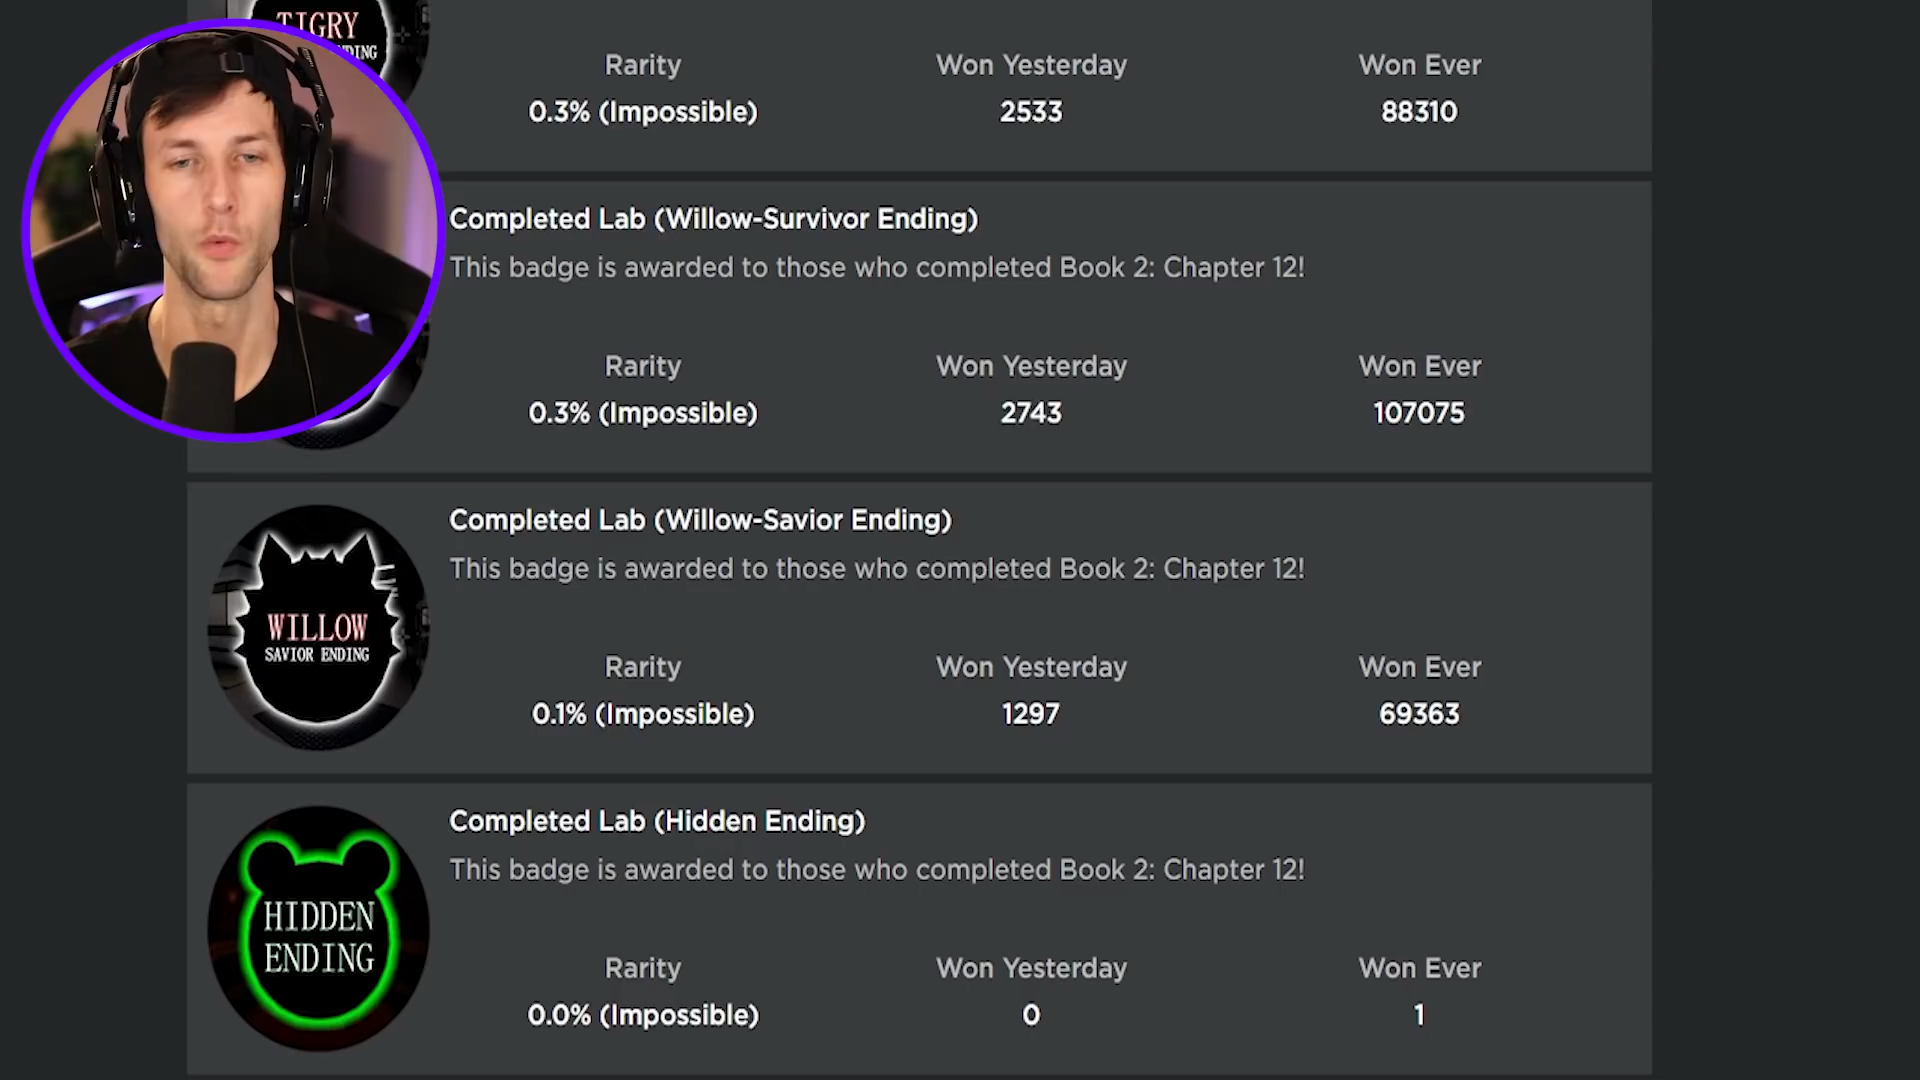 TIGRY
Rarity
Won Yesterday
Won Ever
0.3% (Impossible)
2533
88310
Completed Lab (Willow-Survivor Ending)
This badge is awarded to those who completed Book 2: Chapter 12!
Rarity
Won Yesterday
Won Ever
0.3% (Impossible)
2743
107075
Completed Lab (Willow-Savior Ending)
This badge is awarded to those who completed Book 2: Chapter 12!
WILLOW
SAVIOR ENDING
Rarity
Won Yesterday
Won Ever
0.1% (Impossible)
1297
69363
Completed Lab (Hidden Ending)
This badge is awarded to those who completed Book 2: Chapter 12!
HIDDEN
ENDING
Rarity
Won Yesterday
Won Ever
0.0% (Impossible)
0
1